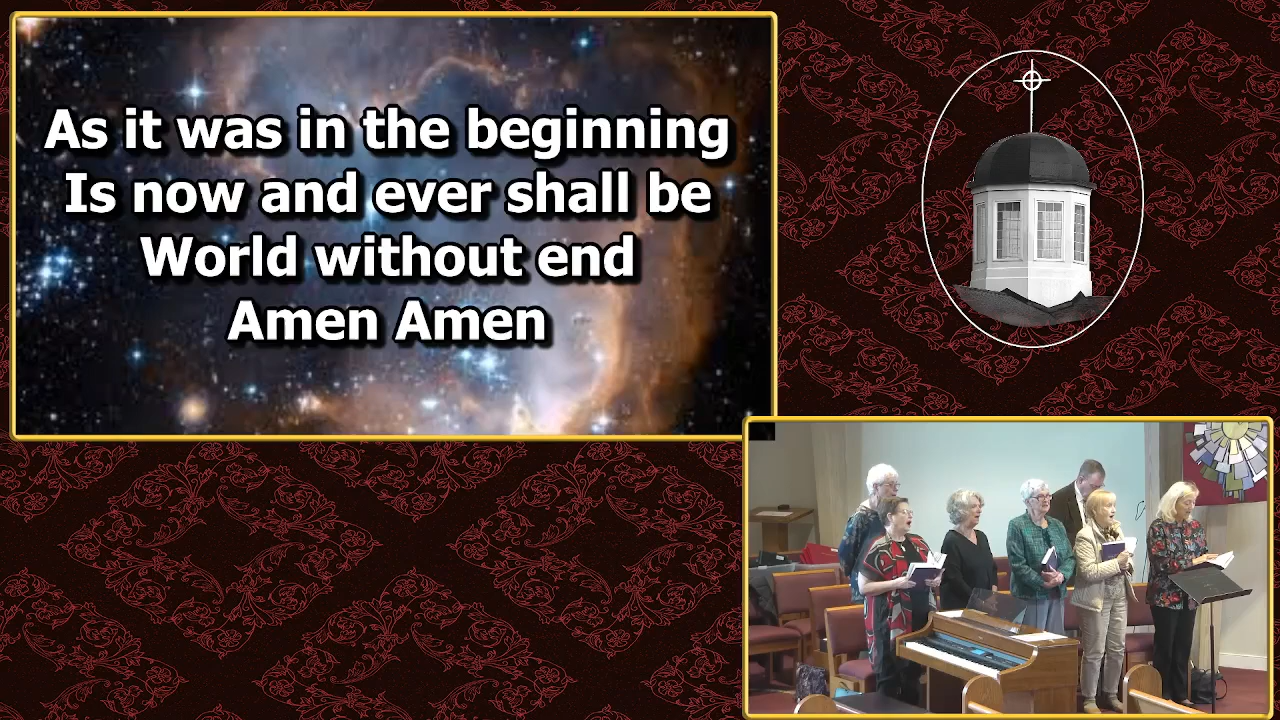 As it was in the beginning
Is now and ever shall be
World without end
Amen Amen